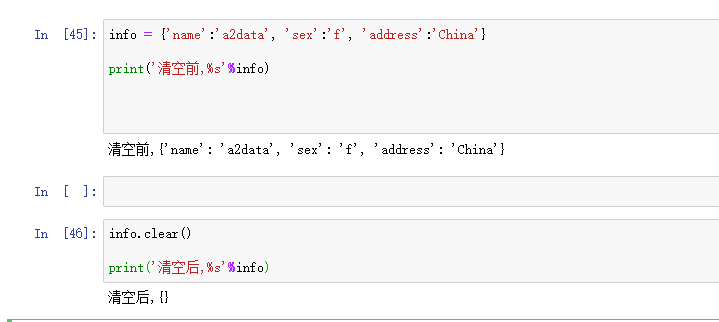 In [45]: info = {'name':'a2data', 'sex':'f', 'address':'China'}
print('清空前,%s'%info)
清空前,{'name': 'a2data', 'sex': 'f', 'address': 'China'}
In [ ]:
In [46]: info.clear()
print('清空后,%s'%info)
清空后,{}